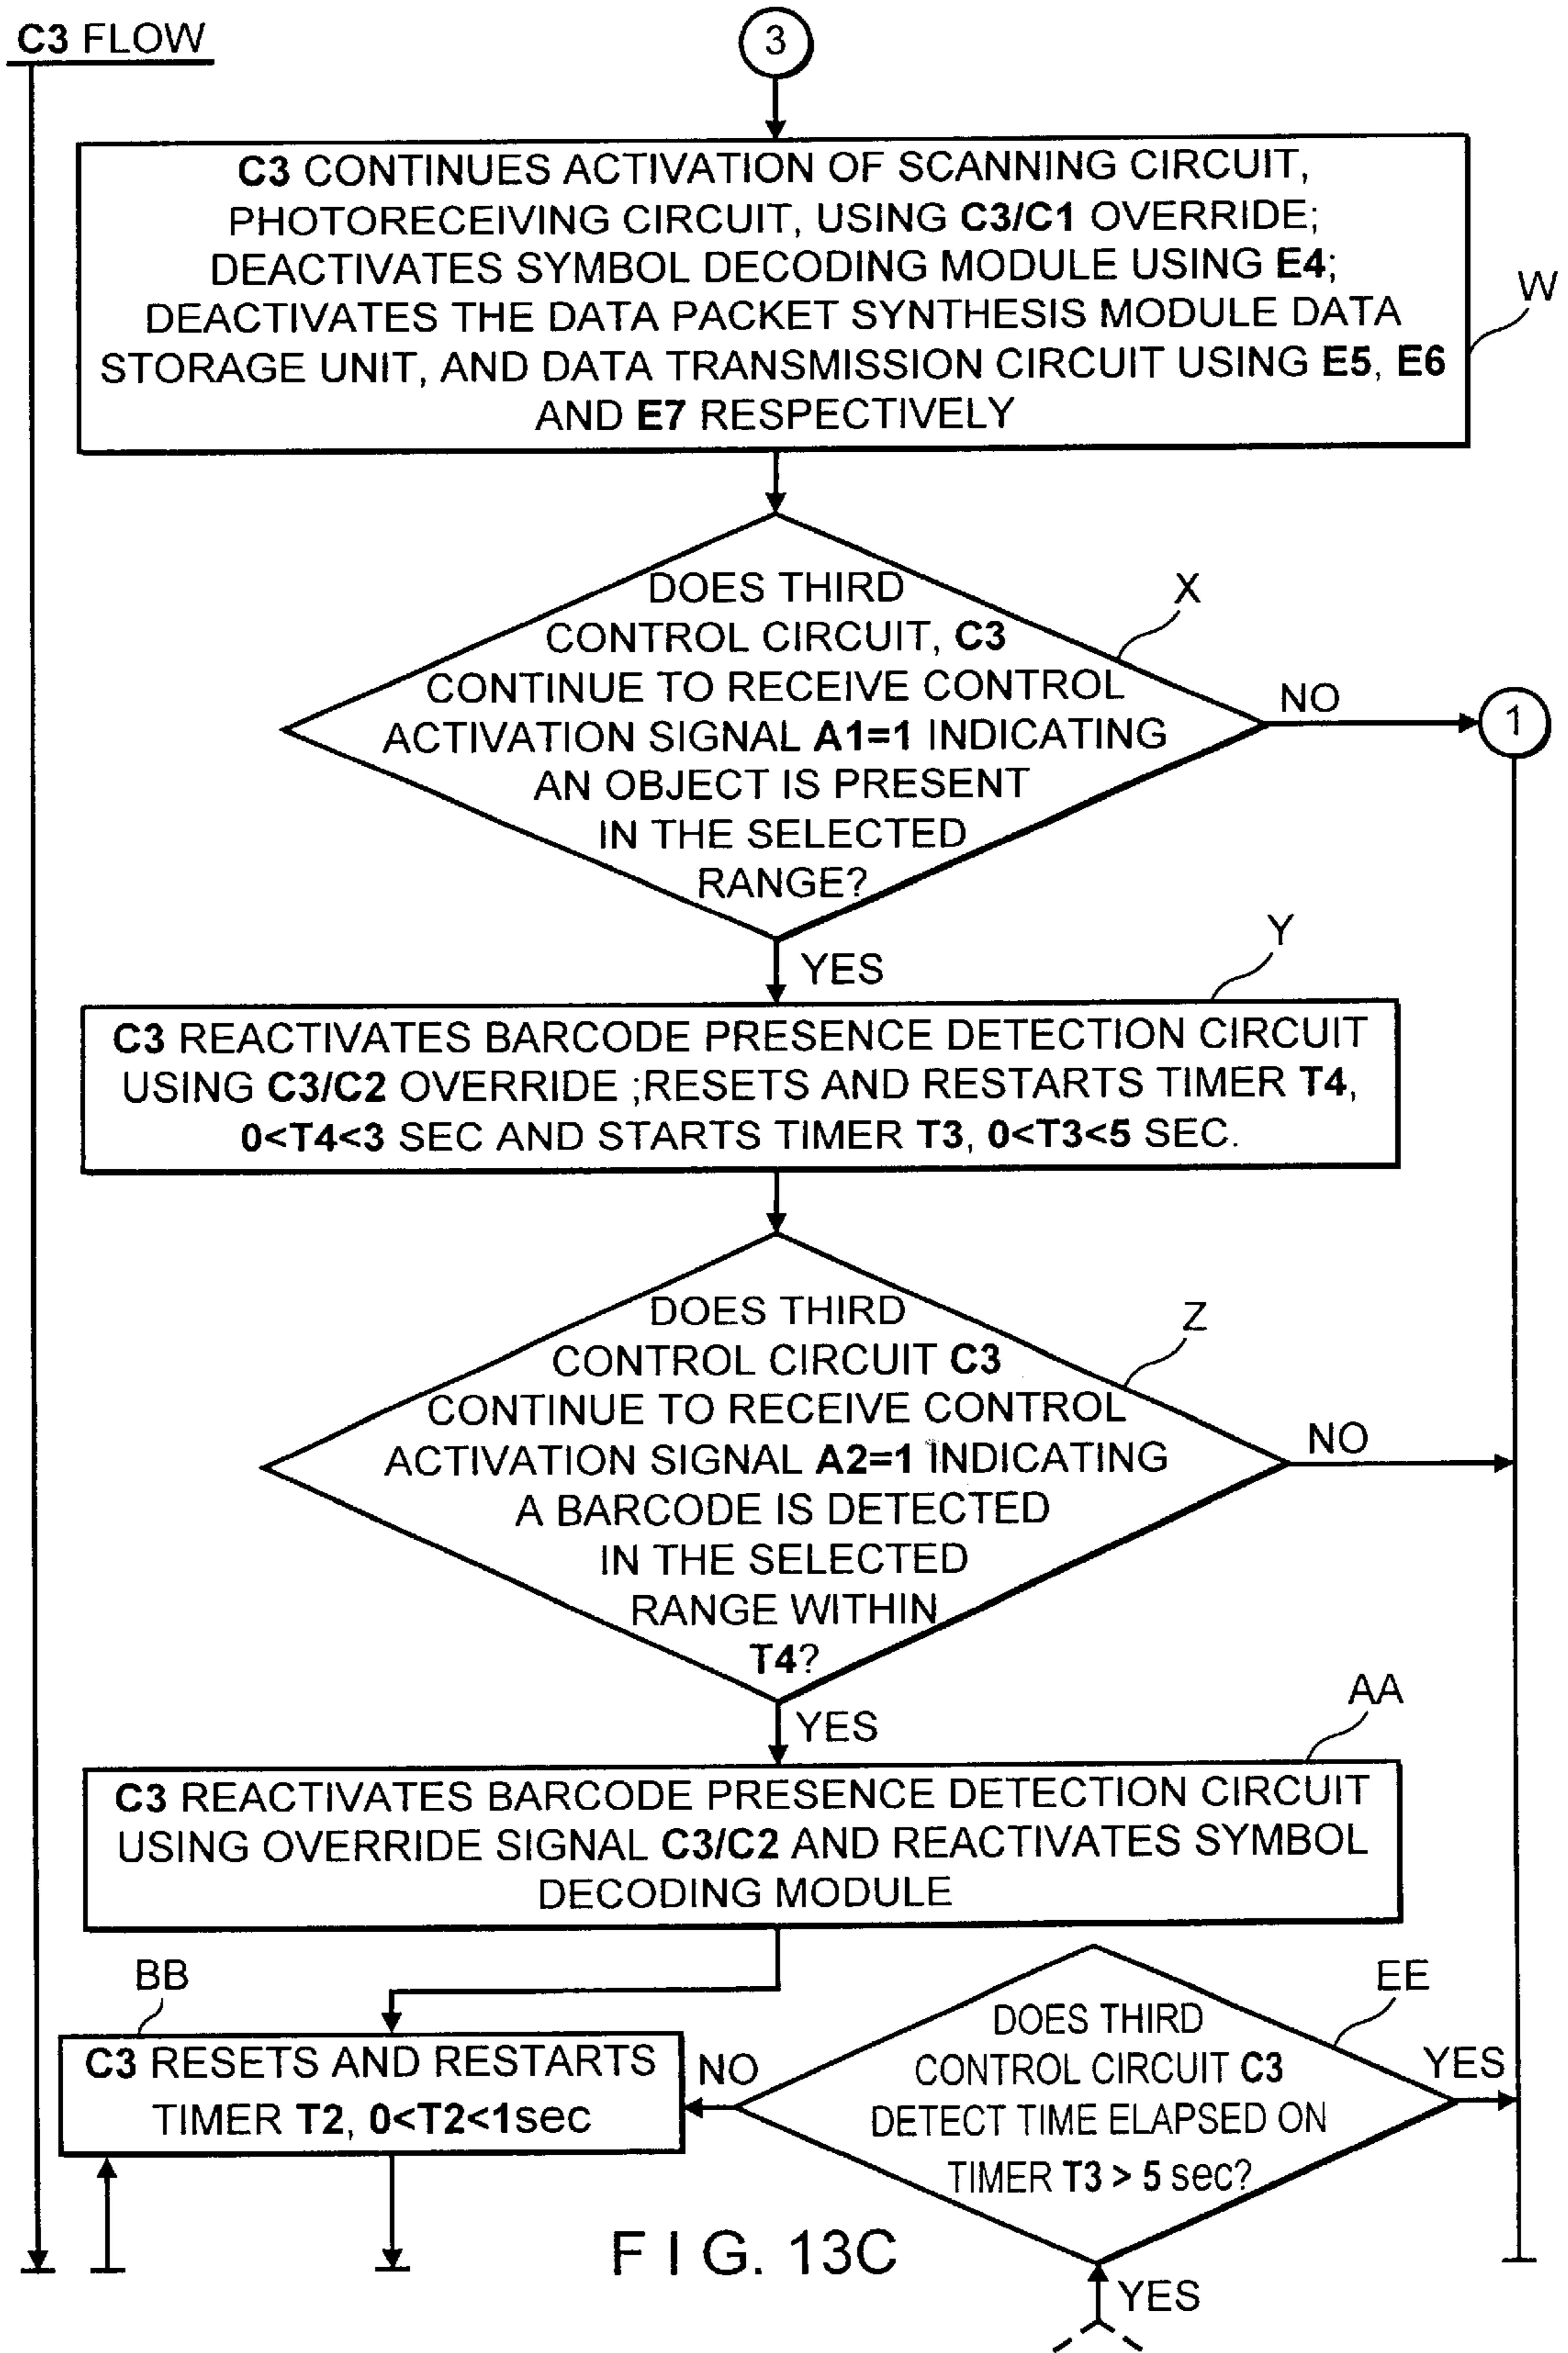 C3 FLOW
3
C3 CONTINUES ACTIVATION OF SCANNING CIRCUIT,
PHOTORECEIVING CIRCUIT, USING C3/C1 OVERRIDE;
DEACTIVATES SYMBOL DECODING MODULE USING E4;
DEACTIVATES THE DATA PACKET SYNTHESIS MODULE DATA
STORAGE UNIT, AND DATA TRANSMISSION CIRCUIT USING E5, E6
AND E7 RESPECTIVELY
W
DOES THIRD
CONTROL CIRCUIT, C3
CONTINUE TO RECEIVE CONTROL
ACTIVATION SIGNAL A1=1 INDICATING
AN OBJECT IS PRESENT
IN THE SELECTED
RANGE?
X
NO
1
YES
Y
C3 REACTIVATES BARCODE PRESENCE DETECTION CIRCUIT
USING C3/C2 OVERRIDE ;RESETS AND RESTARTS TIMER T4,
0<T4<3 SEC AND STARTS TIMER T3, 0<T3<5 SEC.
DOES THIRD
CONTROL CIRCUIT C3
CONTINUE TO RECEIVE CONTROL
ACTIVATION SIGNAL A2=1 INDICATING
A BARCODE IS DETECTED
IN THE SELECTED
RANGE WITHIN
T4?
Z
NO
YES
AA
C3 REACTIVATES BARCODE PRESENCE DETECTION CIRCUIT
USING OVERRIDE SIGNAL C3/C2 AND REACTIVATES SYMBOL
DECODING MODULE
BB
C3 RESETS AND RESTARTS
TIMER T2, 0<T2<1sec
NO
DOES THIRD
CONTROL CIRCUIT C3
DETECT TIME ELAPSED ON
TIMER T3 > 5 sec?
EE
YES
YES
FIG. 13C